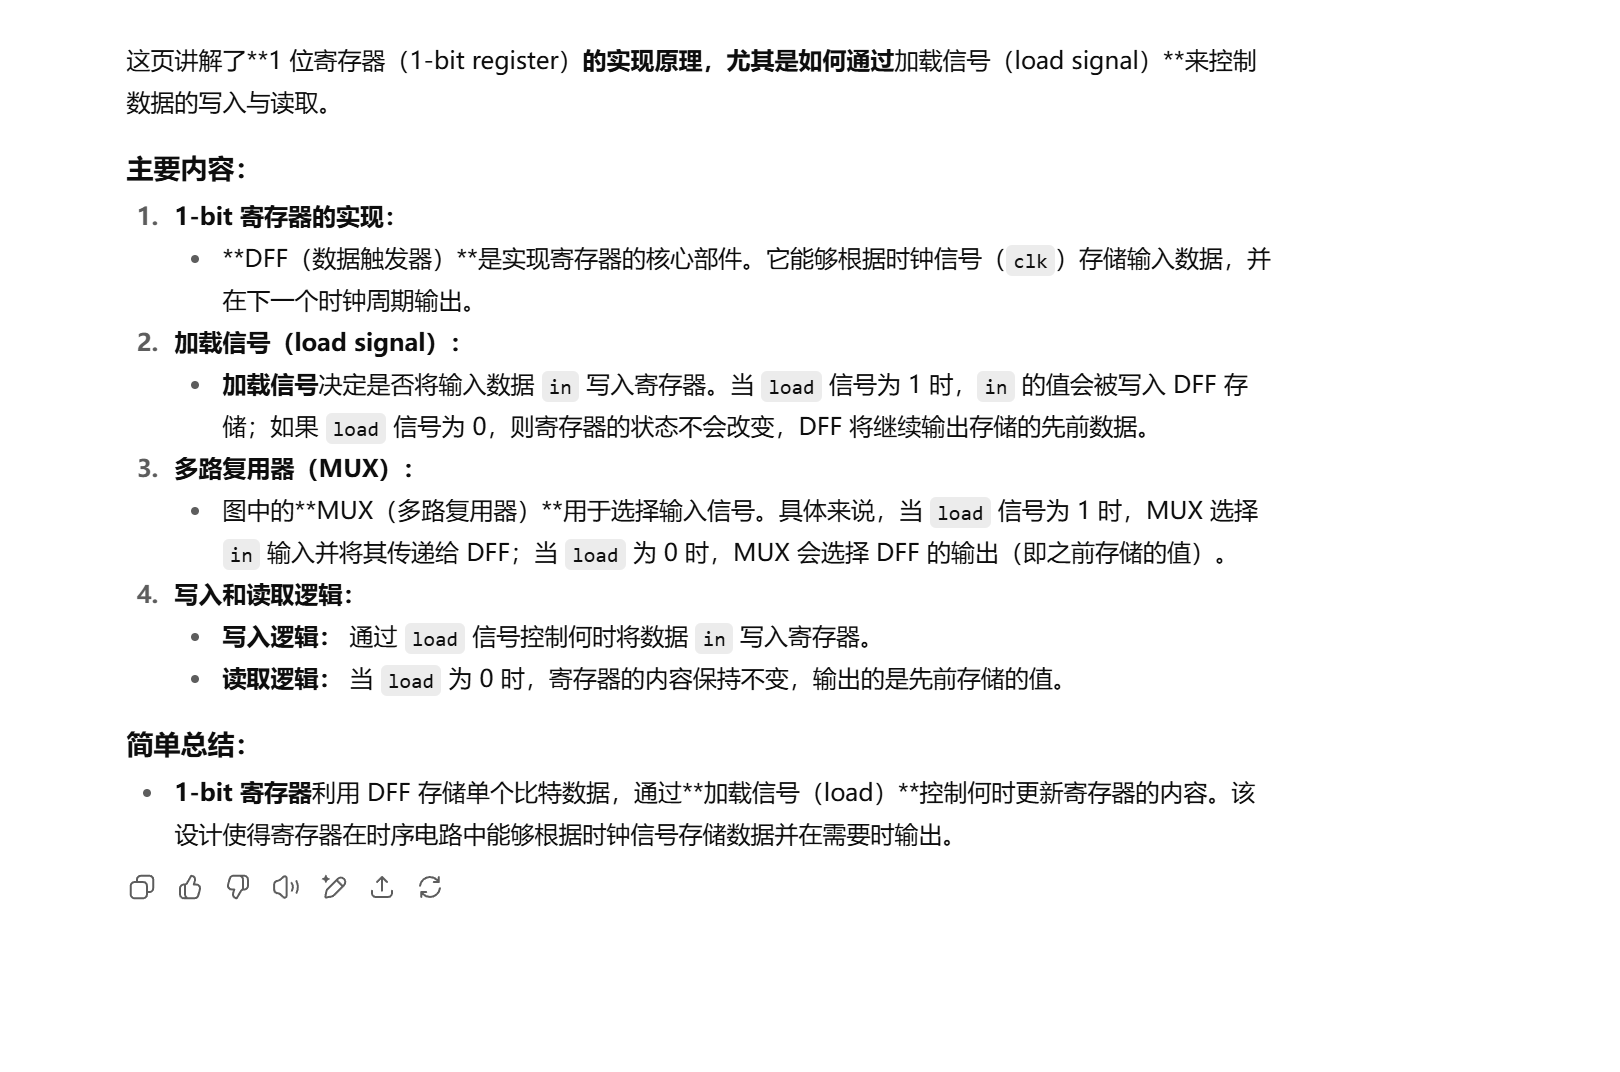 这页讲解了**1 位寄存器（1-bit register）的实现原理，尤其是如何通过加载信号（load signal）**来控制
数据的写入与读取。
主要内容：
1. 1-bit 寄存器的实现：
• **DFF（数据触发器）**是实现寄存器的核心部件。它能够根据时钟信号（clk）存储输入数据，并
在下一个时钟周期输出。
2. 加载信号（load signal）：
• 加载信号决定是否将输入数据 in 写入寄存器。当 load 信号为 1 时，in 的值会被写入 DFF 存
储；如果 load 信号为 0，则寄存器的状态不会改变，DFF 将继续输出存储的先前数据。
3. 多路复用器（MUX）：
• 图中的**MUX（多路复用器）**用于选择输入信号。具体来说，当 load 信号为 1 时，MUX 选择
in 输入并将其传递给 DFF；当 load 为 0 时，MUX 会选择 DFF 的输出（即之前存储的值）。
4. 写入和读取逻辑：
• 写入逻辑： 通过 load 信号控制何时将数据 in 写入寄存器。
• 读取逻辑： 当 load 为 0 时，寄存器的内容保持不变，输出的是先前存储的值。
简单总结：
• 1-bit 寄存器利用 DFF 存储单个比特数据，通过**加载信号（load）**控制何时更新寄存器的内容。该
设计使得寄存器在时序电路中能够根据时钟信号存储数据并在需要时输出。